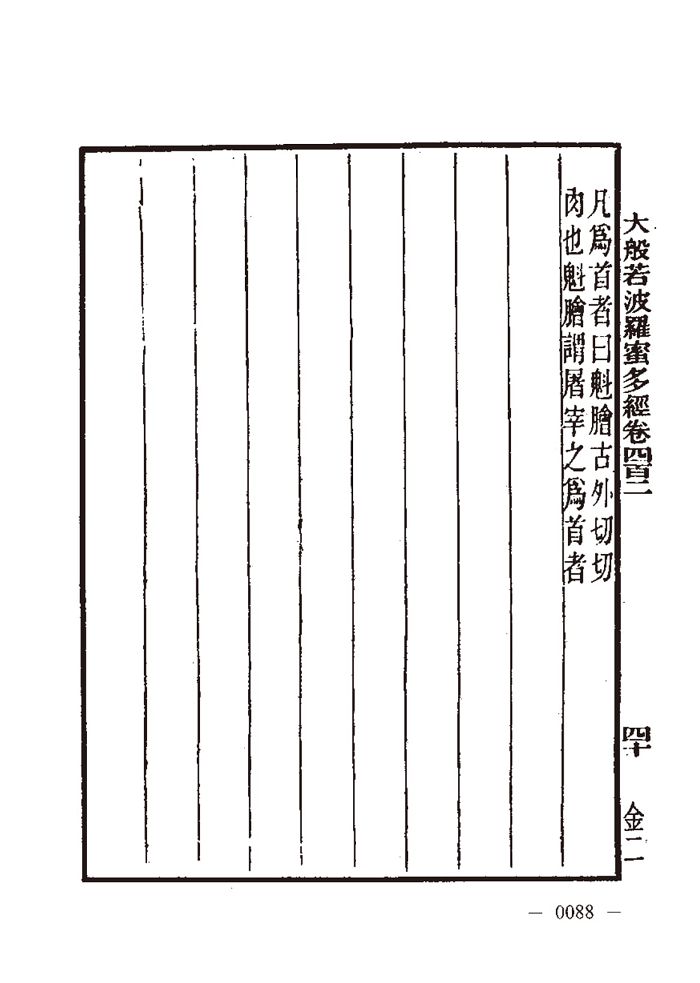 大般若波羅蜜多經卷四百二
四十
金二
凡爲首者曰魁膾古外切切
肉也魁膾謂屠宰之爲首者
— 0088 —